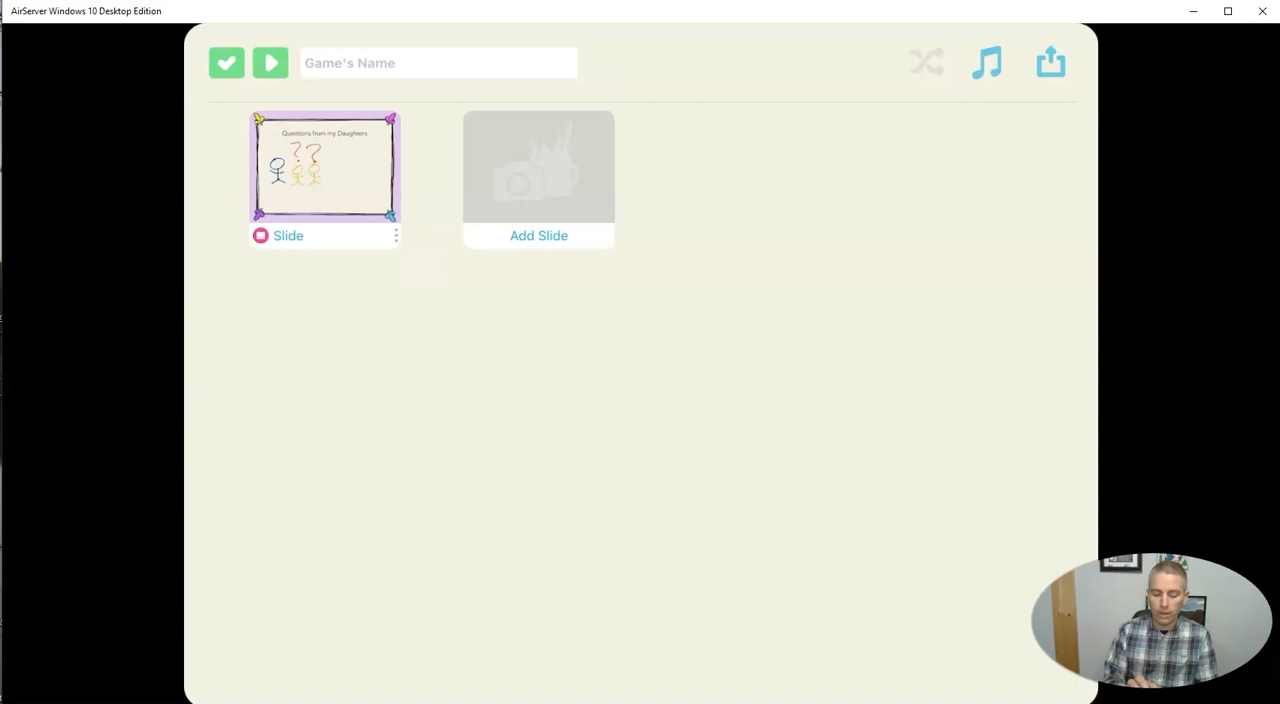 AirServer Windows 10 Desktop Edition
Game's Name
Questions from my Daughters
? ?
Slide
Add Slide